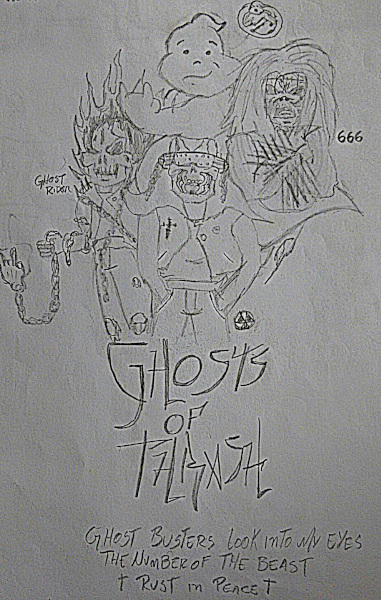 666
GHOST
RIDER
GHOSTS
OF
THRASH
GHOST BUSTERS LOOK INTO MY EYES
THE NUMBER OF THE BEAST
† RUST in PEACE †